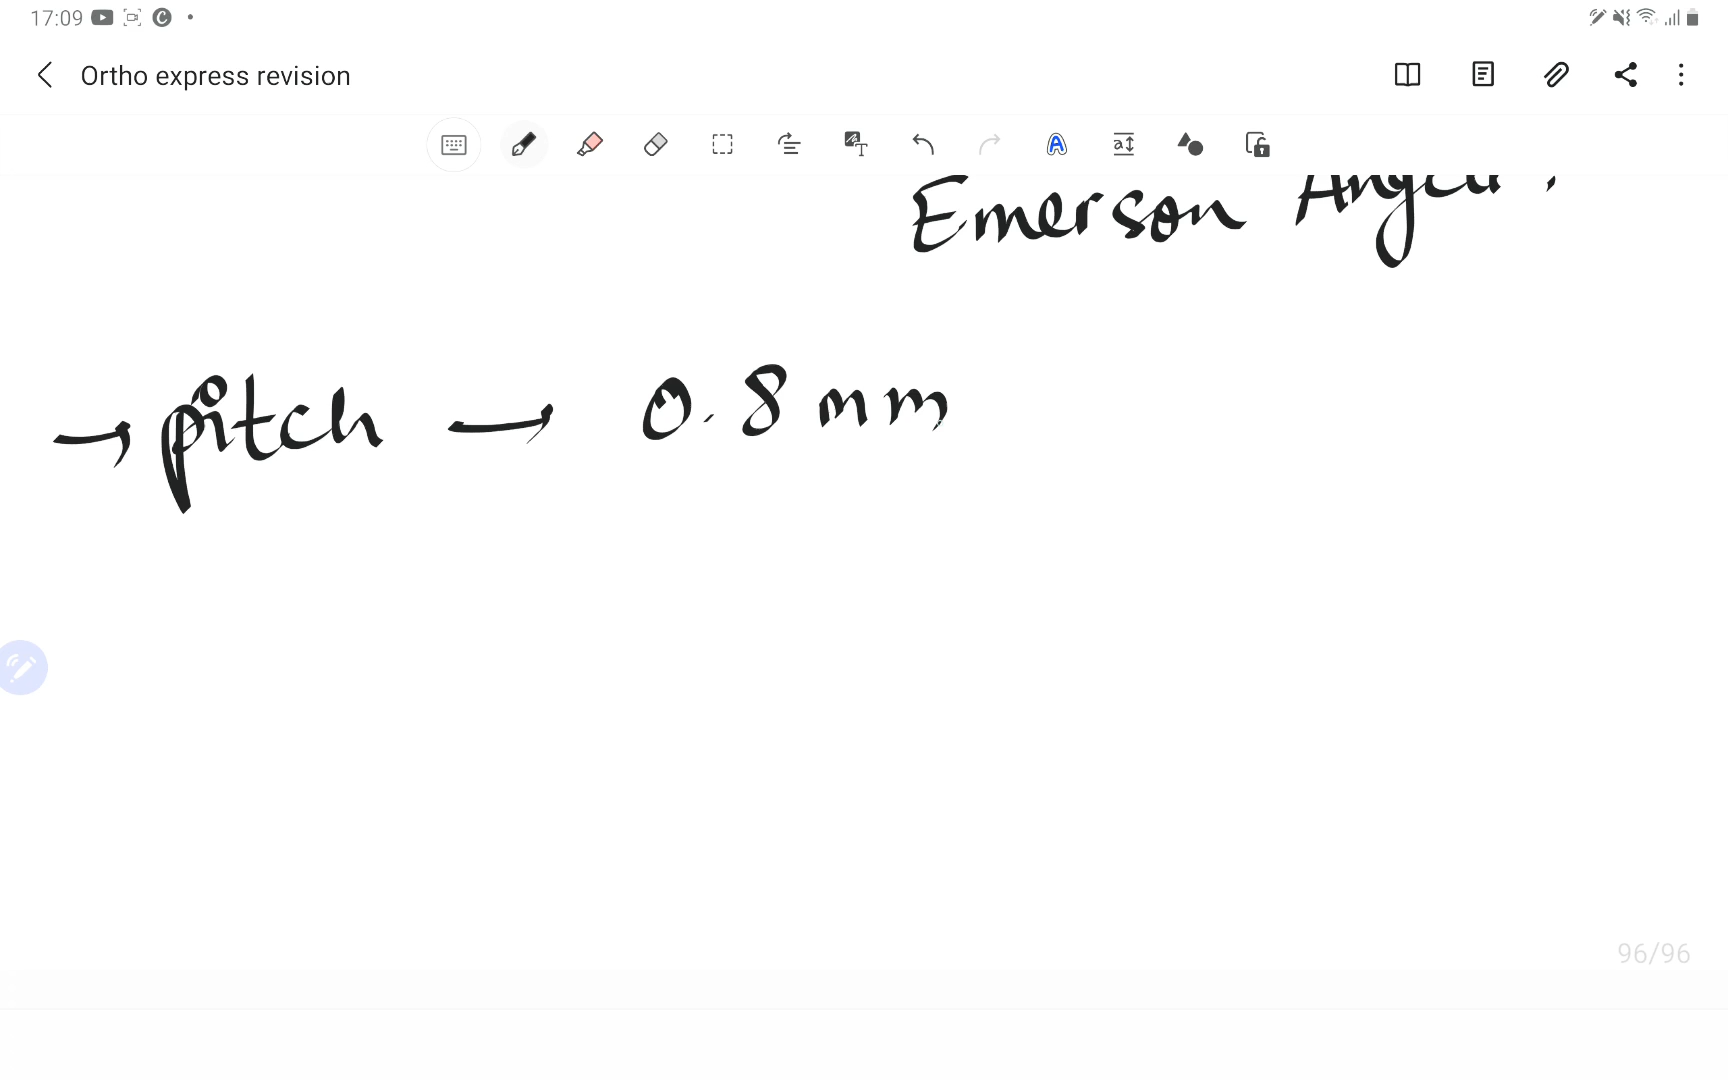 17:09
Ortho express revision
Emerson
→ pitch → 0.8 mm
96/96